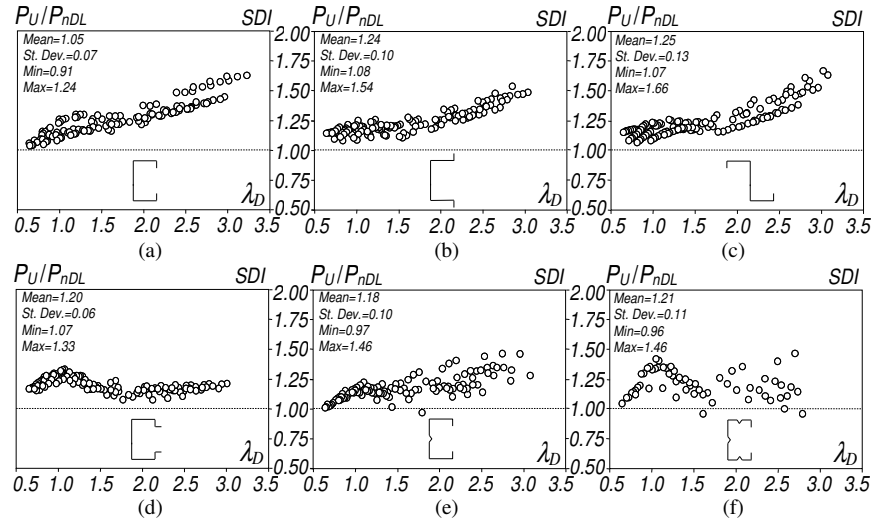 P_U/P_nDL SDI
Mean=1.05
St. Dev.=0.07
Min=0.91
Max=1.24
λ_D
0.5 1.0 1.5 2.0 2.5 3.0 3.5
(a)
2.00
1.75
1.50
1.25
1.00
0.75
0.50
P_U/P_nDL SDI
Mean=1.24
St. Dev.=0.10
Min=1.08
Max=1.54
λ_D
0.5 1.0 1.5 2.0 2.5 3.0 3.5
(b)
2.00
1.75
1.50
1.25
1.00
0.75
0.50
P_U/P_nDL SDI
Mean=1.25
St. Dev.=0.13
Min=1.07
Max=1.66
λ_D
0.5 1.0 1.5 2.0 2.5 3.0 3.5
(c)
P_U/P_nDL SDI
Mean=1.20
St. Dev.=0.06
Min=1.07
Max=1.33
λ_D
0.5 1.0 1.5 2.0 2.5 3.0 3.5
(d)
2.00
1.75
1.50
1.25
1.00
0.75
0.50
P_U/P_nDL SDI
Mean=1.18
St. Dev.=0.10
Min=0.97
Max=1.46
λ_D
0.5 1.0 1.5 2.0 2.5 3.0 3.5
(e)
2.00
1.75
1.50
1.25
1.00
0.75
0.50
P_U/P_nDL SDI
Mean=1.21
St. Dev.=0.11
Min=0.96
Max=1.46
λ_D
0.5 1.0 1.5 2.0 2.5 3.0 3.5
(f)